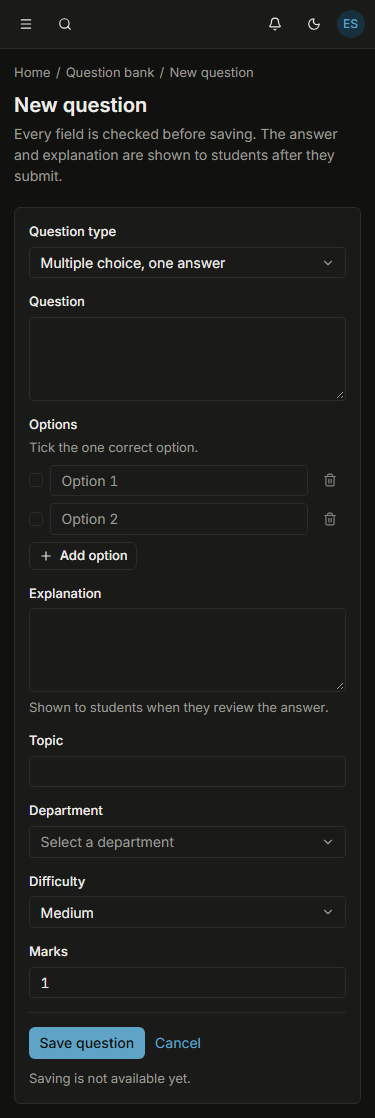 ES
Home / Question bank / New question
New question
Every field is checked before saving. The answer
and explanation are shown to students after they
submit.
Question type
Multiple choice, one answer
Question
Options
Tick the one correct option.
Option 1
Option 2
+ Add option
Explanation
Shown to students when they review the answer.
Topic
Department
Select a department
Difficulty
Medium
Marks
1
Save question Cancel
Saving is not available yet.